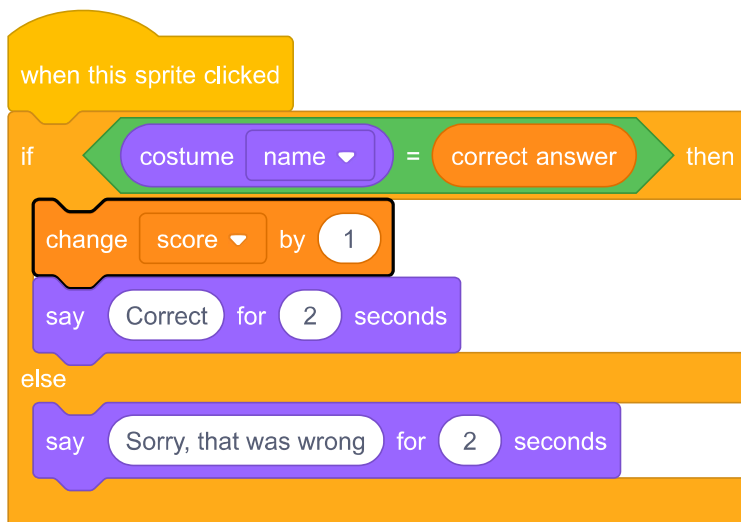 when this sprite clicked
if costume name = correct answer then
change score by 1
say Correct for 2 seconds
else
say Sorry, that was wrong for 2 seconds